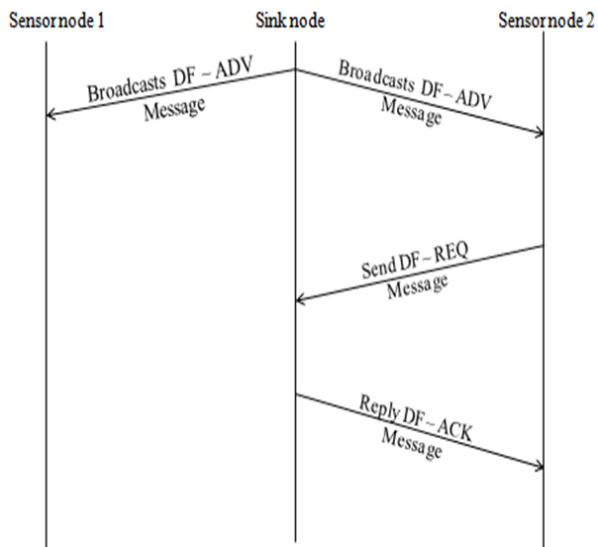 Sensor node 1
Sink node
Sensor node 2
Broadcasts DF - ADV
Message
Broadcasts DF - ADV
Message
Send DF - REQ
Message
Reply DF - ACK
Message